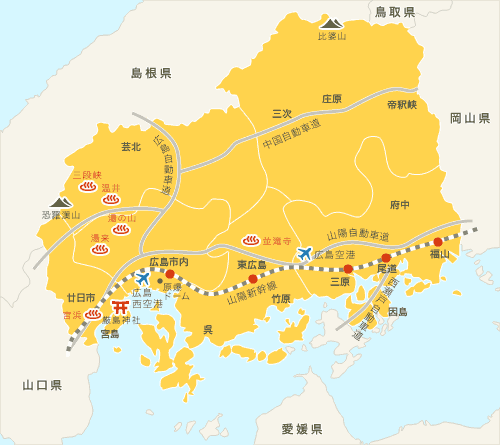 鳥取県
比婆山
島根県
庄原
帝釈峡
三次
岡山県
中国自動車道
芸北
広島自動車道
三段峡
温井
恐羅漢山
湯の山
府中
湯来
並滝寺
山陽自動車道
広島空港
福山
広島市内
東広島
尾道
三原
広島
西空港
原爆
ドーム
山陽新幹線
竹原
西瀬戸自動車道
廿日市
宮浜
厳島神社
宮島
呉
因島
山口県
愛媛県